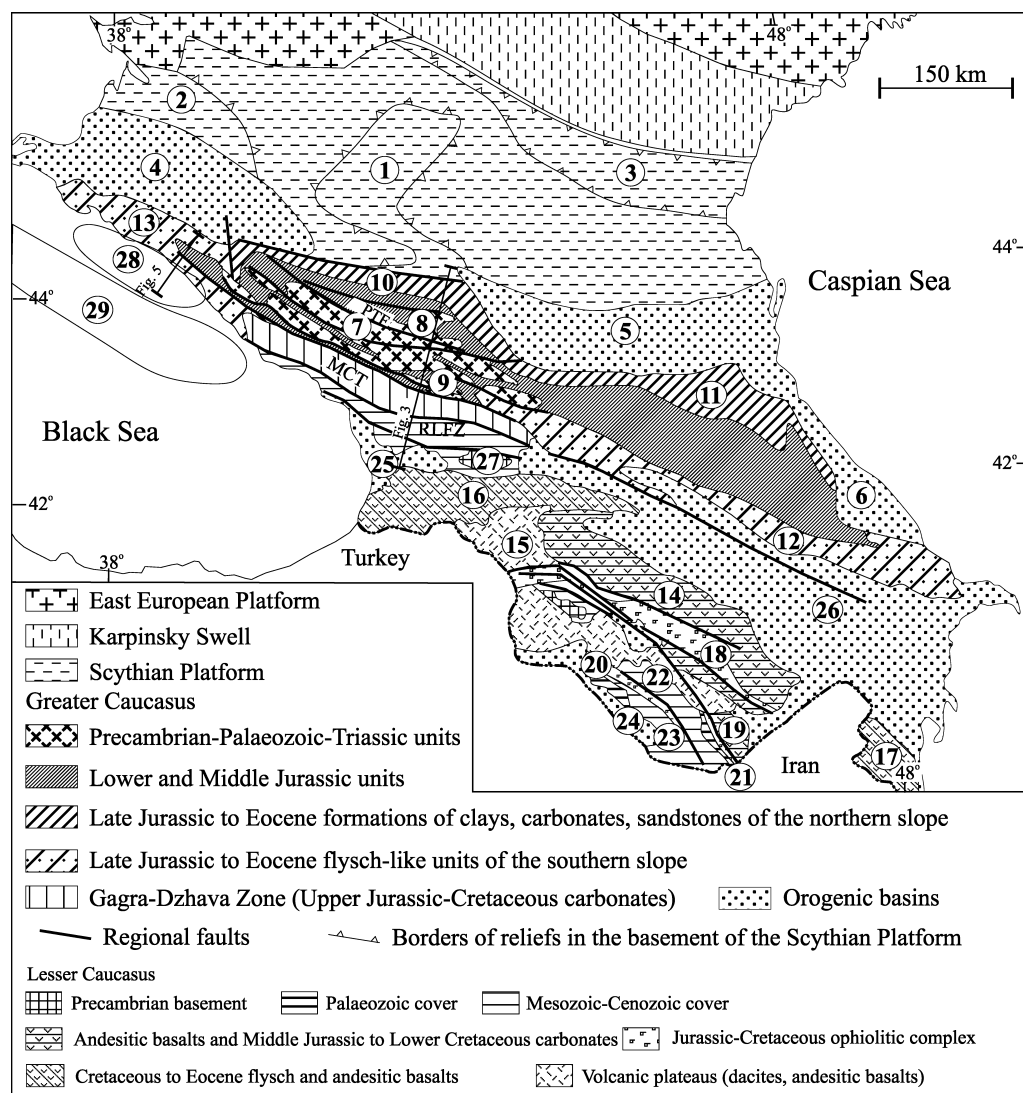 38°
48°
150 km
2
1
3
4
13
28
Fig. 5
29
44°
44°
Caspian Sea
10
PTF
7
8
5
9
MCT
11
Black Sea
Fig. 3
RLFZ
25
27
42°
42°
16
6
15
12
Turkey
38°
14
26
18
20
22
24
23
19
21
Iran
17
48°
East European Platform
Karpinsky Swell
Scythian Platform
Greater Caucasus
Precambrian-Palaeozoic-Triassic units
Lower and Middle Jurassic units
Late Jurassic to Eocene formations of clays, carbonates, sandstones of the northern slope
Late Jurassic to Eocene flysch-like units of the southern slope
Gagra-Dzhava Zone (Upper Jurassic-Cretaceous carbonates) Orogenic basins
Regional faults Borders of reliefs in the basement of the Scythian Platform
Lesser Caucasus
Precambrian basement Palaeozoic cover Mesozoic-Cenozoic cover
Andesitic basalts and Middle Jurassic to Lower Cretaceous carbonates Jurassic-Cretaceous ophiolitic complex
Cretaceous to Eocene flysch and andesitic basalts Volcanic plateaus (dacites, andesitic basalts)